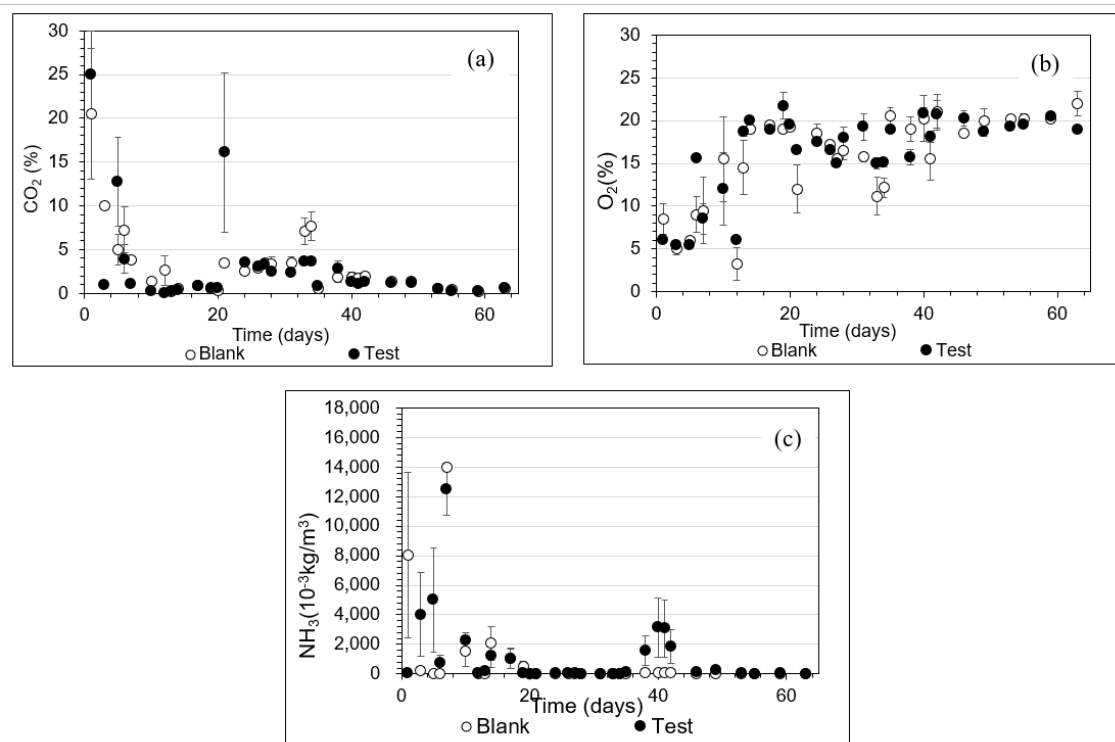 (a)
30
25
20
15
10
5
0
CO₂ (%)
0 20 40 60
Time (days)
Blank Test
(b)
30
25
20
15
10
5
0
O₂(%)
0 20 40 60
Time (days)
Blank Test
(c)
18,000
16,000
14,000
12,000
10,000
8,000
6,000
4,000
2,000
0
NH₃(10⁻³kg/m³)
0 20 40 60
Time (days)
Blank Test